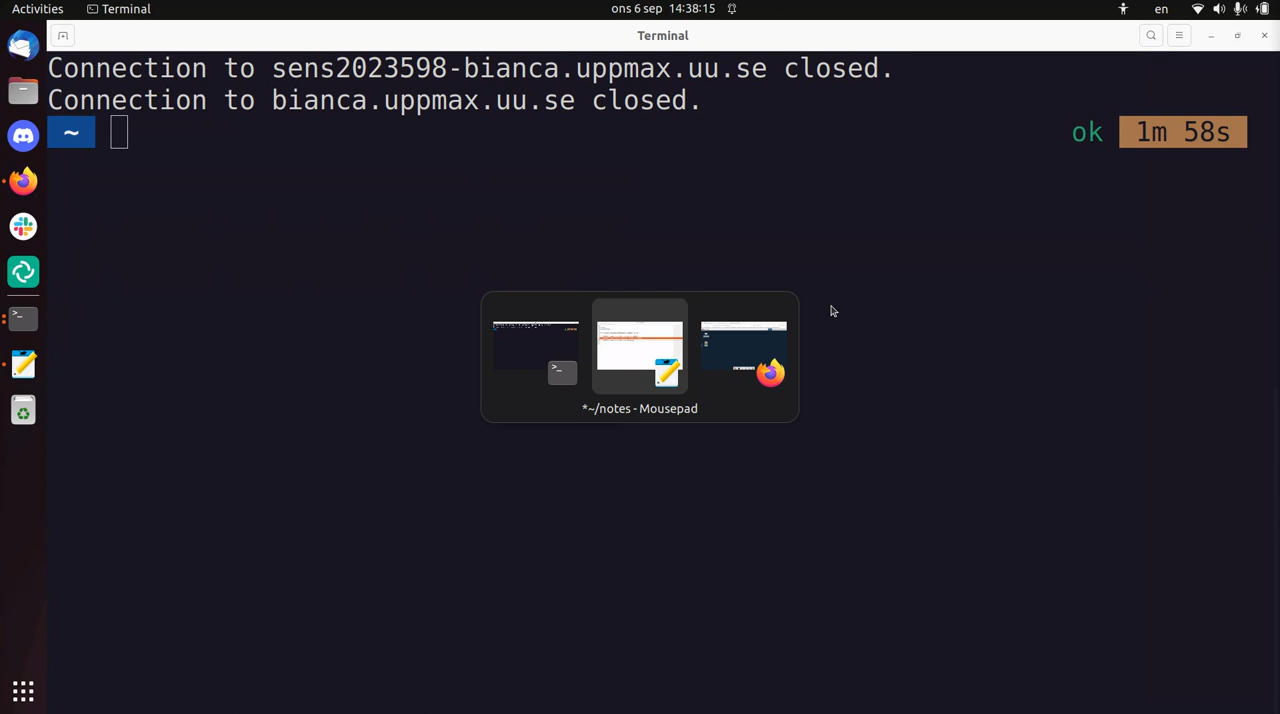 Activities Terminal ons 6 sep 14:38:15 en
Terminal
Connection to sens2023598-bianca.uppmax.uu.se closed.
Connection to bianca.uppmax.uu.se closed.
~ ok 1m 58s
*~/notes - Mousepad